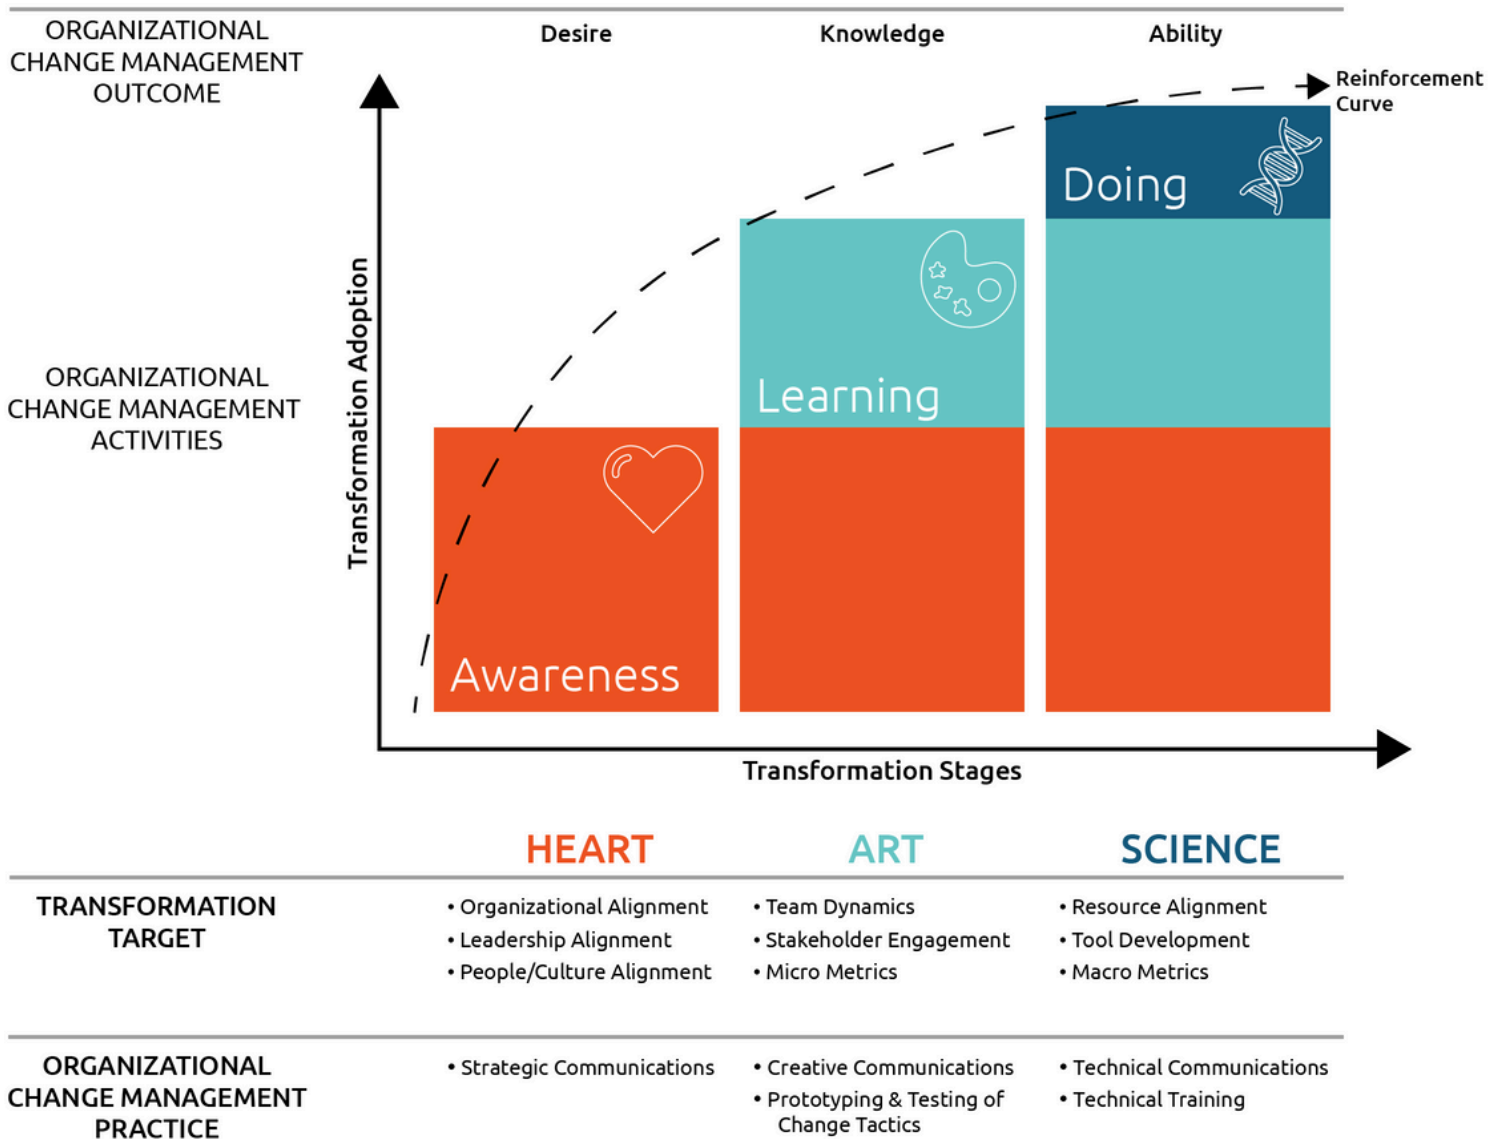 ORGANIZATIONAL
CHANGE MANAGEMENT
OUTCOME
Desire
Knowledge
Ability
Reinforcement
Curve
ORGANIZATIONAL
CHANGE MANAGEMENT
ACTIVITIES
Transformation Adoption
Doing
Learning
Awareness
Transformation Stages
HEART
ART
SCIENCE
TRANSFORMATION
TARGET
• Organizational Alignment
• Leadership Alignment
• People/Culture Alignment
• Team Dynamics
• Stakeholder Engagement
• Micro Metrics
• Resource Alignment
• Tool Development
• Macro Metrics
ORGANIZATIONAL
CHANGE MANAGEMENT
PRACTICE
• Strategic Communications
• Creative Communications
• Prototyping & Testing of
Change Tactics
• Technical Communications
• Technical Training